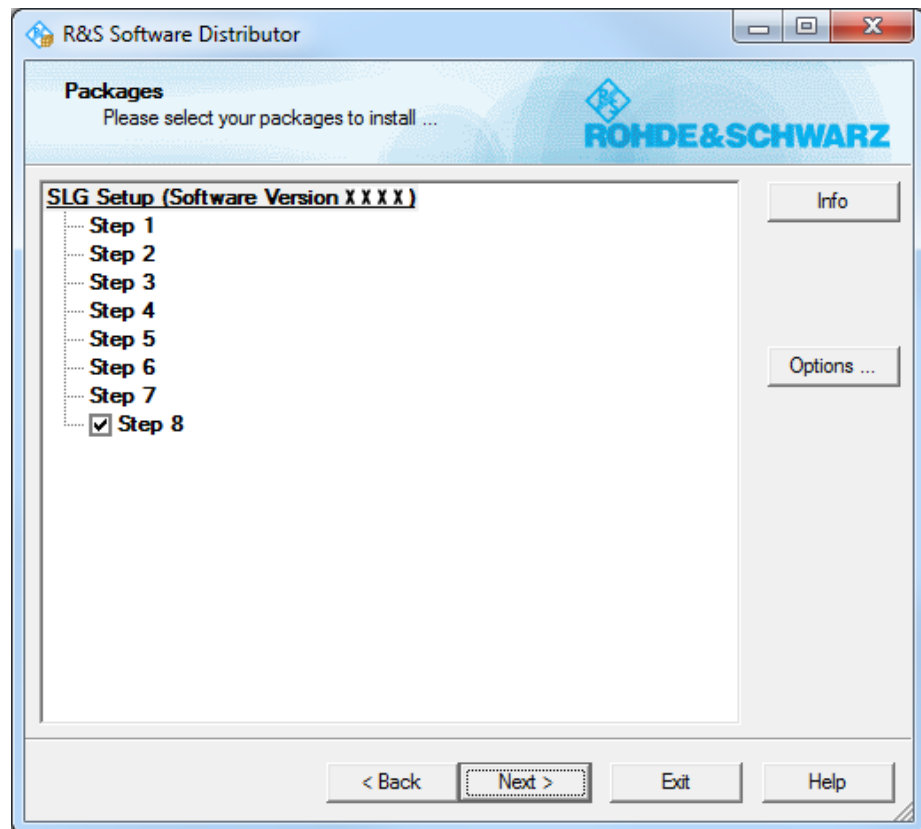 R&S Software Distributor
Packages
Please select your packages to install ...
R&S
ROHDE&SCHWARZ
SLG Setup (Software Version X X X X)
Info
Step 1
Step 2
Step 3
Step 4
Step 5
Step 6
Options ...
Step 7
Step 8
< Back
Next >
Exit
Help